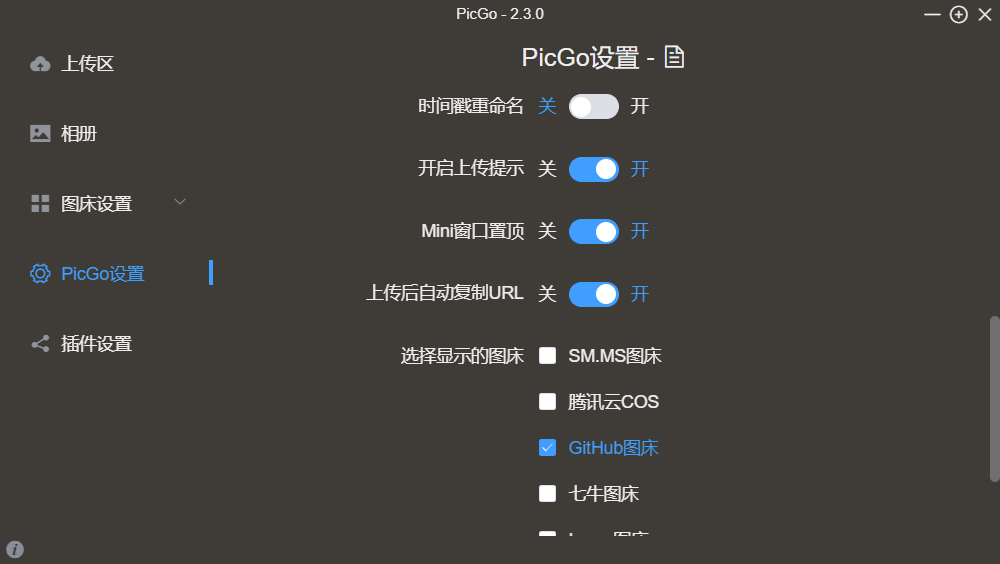 PicGo - 2.3.0
上传区
相册
图床设置
PicGo设置
插件设置
PicGo设置 -
时间戳重命名 关 开
开启上传提示 关 开
Mini窗口置顶 关 开
上传后自动复制URL 关 开
选择显示的图床 SM.MS图床
腾讯云COS
GitHub图床
七牛图床